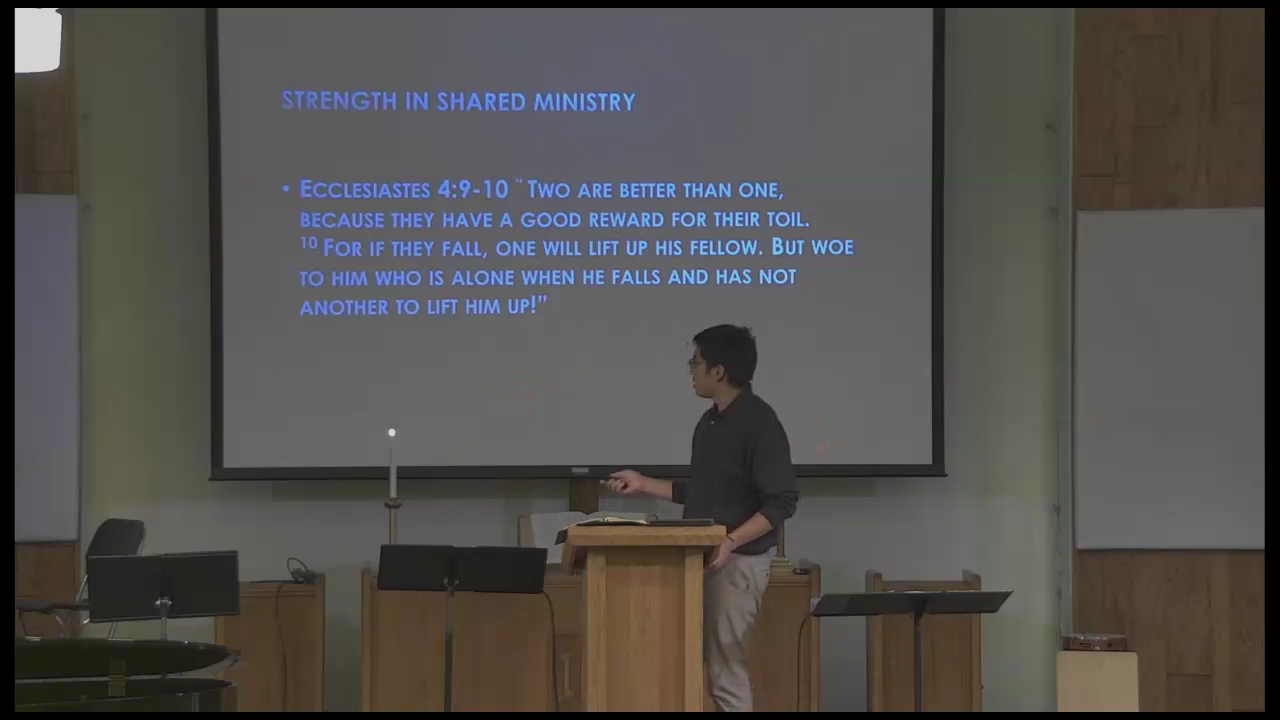 STRENGTH IN SHARED MINISTRY
• ECCLESIASTES 4:9-10 “TWO ARE BETTER THAN ONE,
BECAUSE THEY HAVE A GOOD REWARD FOR THEIR TOIL.
10 FOR IF THEY FALL, ONE WILL LIFT UP HIS FELLOW. BUT WOE
TO HIM WHO IS ALONE WHEN HE FALLS AND HAS NOT
ANOTHER TO LIFT HIM UP!”